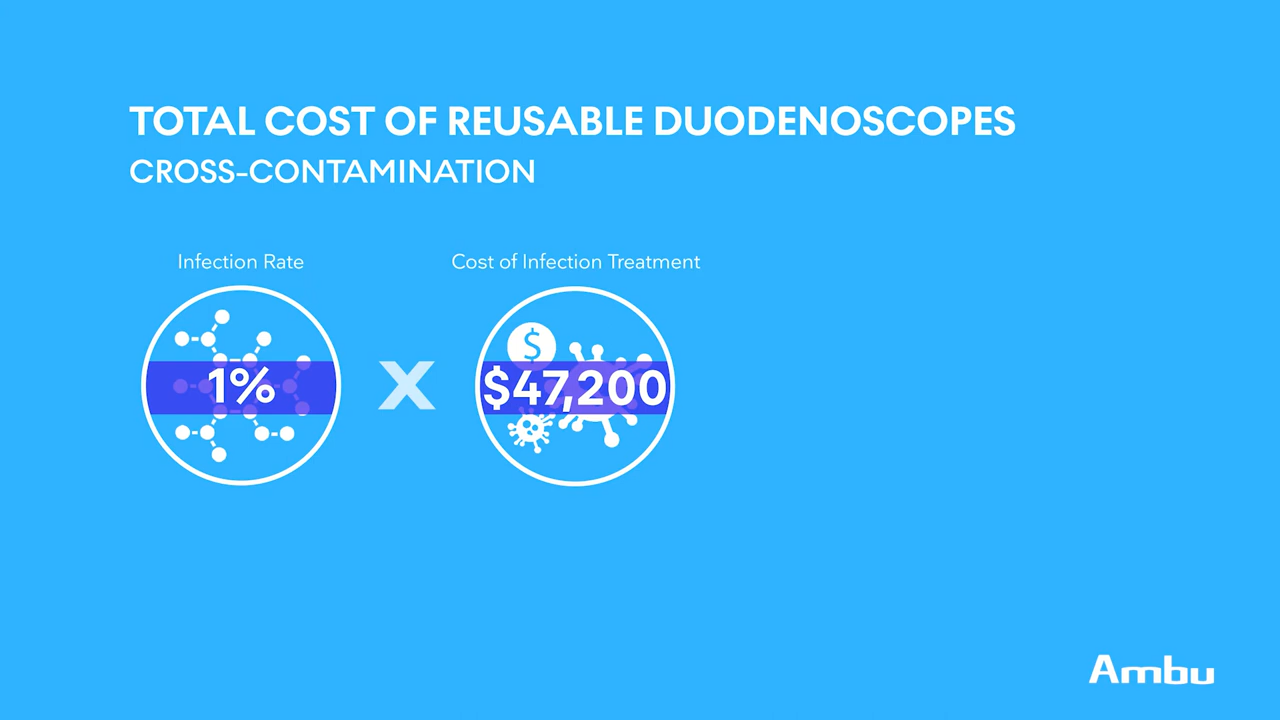 TOTAL COST OF REUSABLE DUODENOSCOPES
CROSS-CONTAMINATION
Infection Rate
Cost of Infection Treatment
1%
X
$
$47,200
Ambu